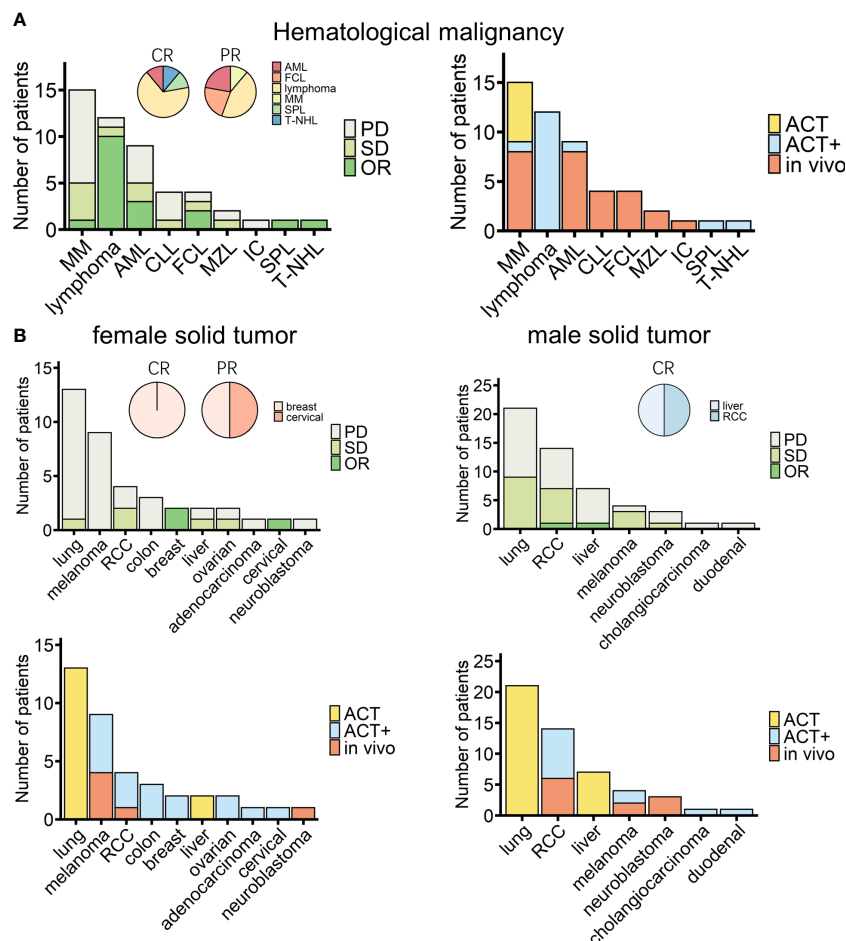 A
Hematological malignancy
Number of patients
15
10
5
0
MM
lymphoma
AML
CLL
FCL
MZL
IC
SPL
T-NHL
CR
PR
AML
FCL
lymphoma
MM
SPL
T-NHL
PD
SD
OR
Number of patients
15
10
5
0
MM
lymphoma
AML
CLL
FCL
MZL
IC
SPL
T-NHL
ACT
ACT+
in vivo
B
female solid tumor
Number of patients
15
10
5
0
lung
melanoma
RCC
colon
breast
liver
ovarian
adenocarcinoma
cervical
neuroblastoma
CR
PR
breast
cervical
PD
SD
OR
male solid tumor
Number of patients
25
20
15
10
5
0
lung
RCC
liver
melanoma
neuroblastoma
cholangiocarcinoma
duodenal
CR
liver
RCC
PD
SD
OR
Number of patients
15
10
5
0
lung
melanoma
RCC
colon
breast
liver
ovarian
adenocarcinoma
cervical
neuroblastoma
ACT
ACT+
in vivo
Number of patients
25
20
15
10
5
0
lung
RCC
liver
melanoma
neuroblastoma
cholangiocarcinoma
duodenal
ACT
ACT+
in vivo